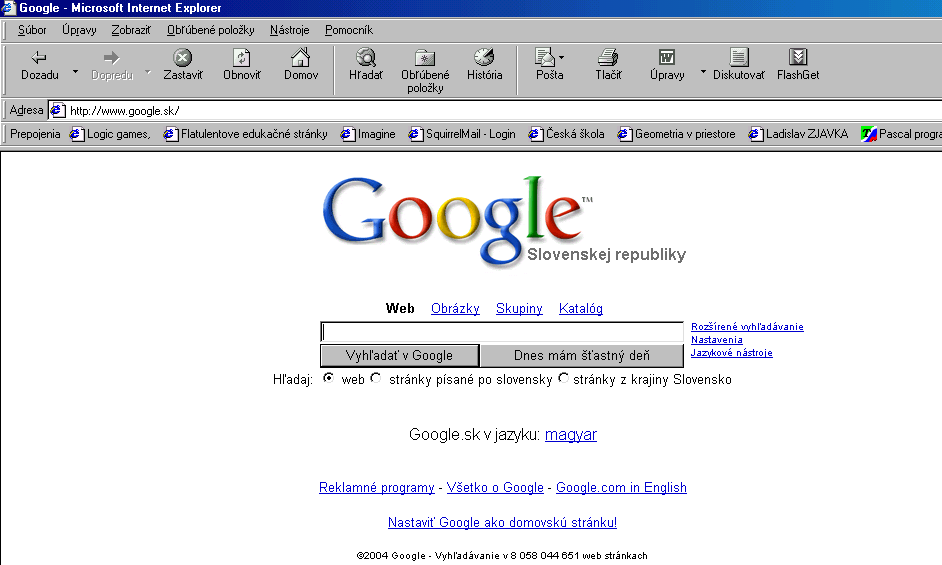 Google - Microsoft Internet Explorer
Súbor Úpravy Zobraziť Obľúbené položky Nástroje Pomocník
Dozadu Dopredu Zastaviť Obnoviť Domov Hľadať Obľúbené položky História Pošta Tlačiť Úpravy Diskutovať FlashGet
Adresa http://www.google.sk/
Prepojenia Logic games, Flatulentove edukačné stránky Imagine SquirrelMail - Login Česká škola Geometria v priestore Ladislav ZJAVKA Pascal progra
Google™
Slovenskej republiky
Web Obrázky Skupiny Katalóg
Rozšírené vyhľadávanie
Nastavenia
Jazykové nástroje
Vyhľadať v Google Dnes mám šťastný deň
Hľadaj: web stránky písané po slovensky stránky z krajiny Slovensko
Google.sk v jazyku: magyar
Reklamné programy - Všetko o Google - Google.com in English
Nastaviť Google ako domovskú stránku!
©2004 Google - Vyhľadávanie v 8 058 044 651 web stránkach